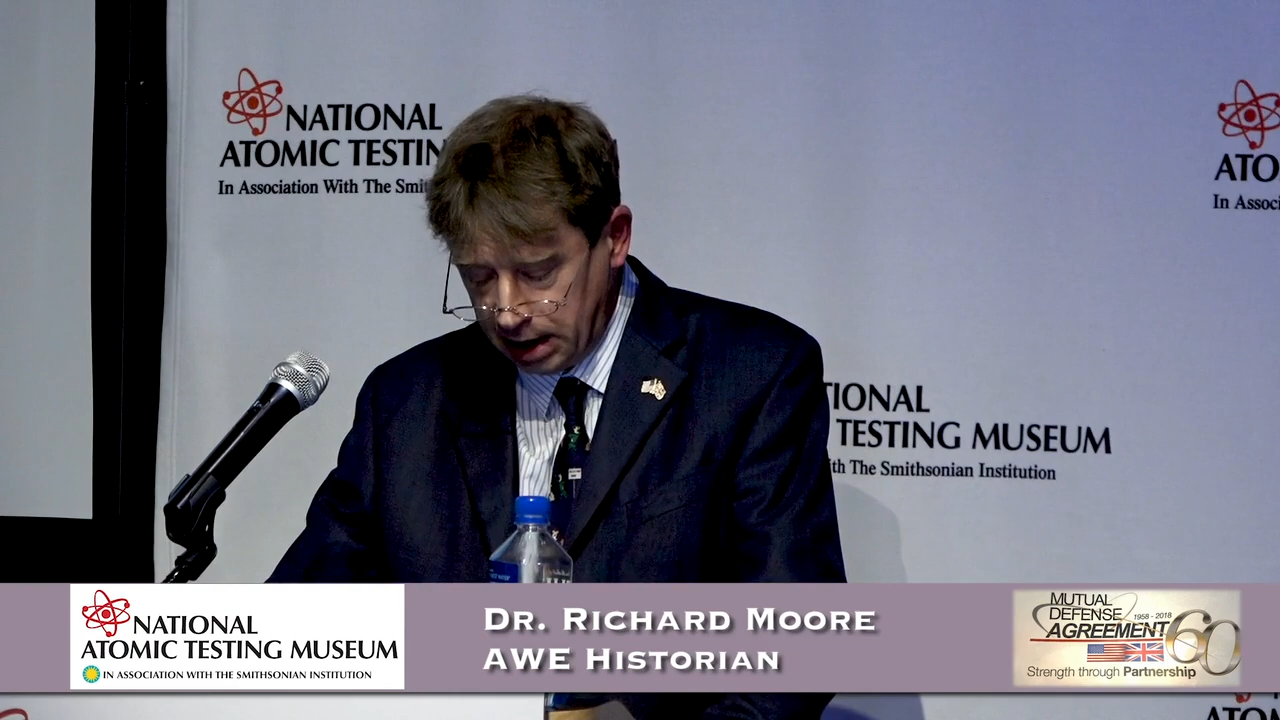 NATIONAL
ATOMIC TESTIN
In Association With The Smit
ATO
In Associ
TIONAL
TESTING MUSEUM
ith The Smithsonian Institution
NATIONAL
ATOMIC TESTING MUSEUM
IN ASSOCIATION WITH THE SMITHSONIAN INSTITUTION
DR. RICHARD MOORE
AWE HISTORIAN
MUTUAL
DEFENSE 1958 - 2018
AGREEMENT 60
Strength through Partnership
ATO